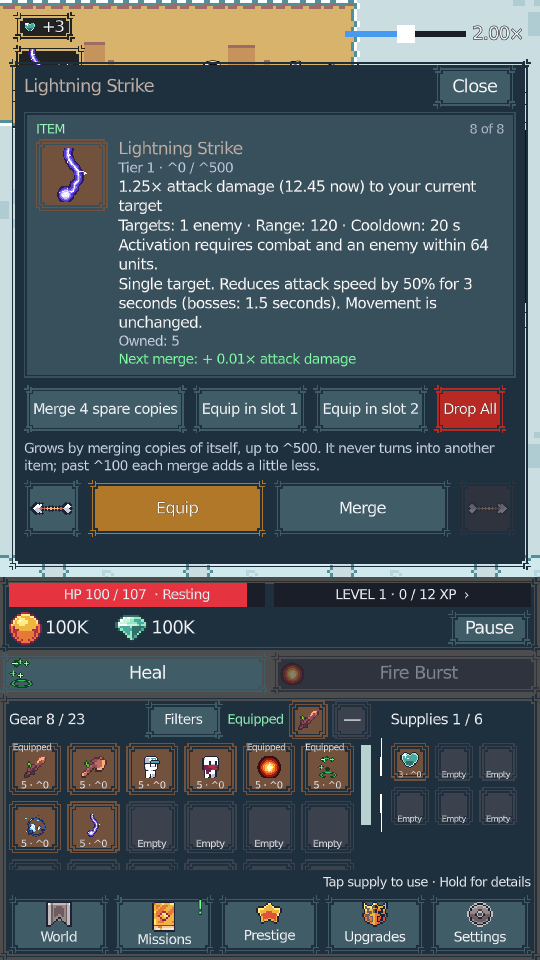 +3
2.00×
Lightning Strike
Close
ITEM
8 of 8
Lightning Strike
Tier 1 · ^0 / ^500
1.25× attack damage (12.45 now) to your current
target
Targets: 1 enemy · Range: 120 · Cooldown: 20 s
Activation requires combat and an enemy within 64
units.
Single target. Reduces attack speed by 50% for 3
seconds (bosses: 1.5 seconds). Movement is
unchanged.
Owned: 5
Next merge: + 0.01× attack damage
Merge 4 spare copies
Equip in slot 1
Equip in slot 2
Drop All
Grows by merging copies of itself, up to ^500. It never turns into another
item; past ^100 each merge adds a little less.
Equip
Merge
HP 100 / 107 · Resting
LEVEL 1 · 0 / 12 XP ›
100K
100K
Pause
Heal
Fire Burst
Gear 8 / 23
Filters
Equipped
—
Supplies 1 / 6
Equipped
Equipped
Equipped
5 · ^0
5 · ^0
5 · ^0
5 · ^0
5 · ^0
5 · ^0
3 · ^0
Empty
Empty
5 · ^0
5 · ^0
Empty
Empty
Empty
Empty
Empty
Empty
Empty
Tap supply to use · Hold for details
World
Missions
!
Prestige
Upgrades
Settings